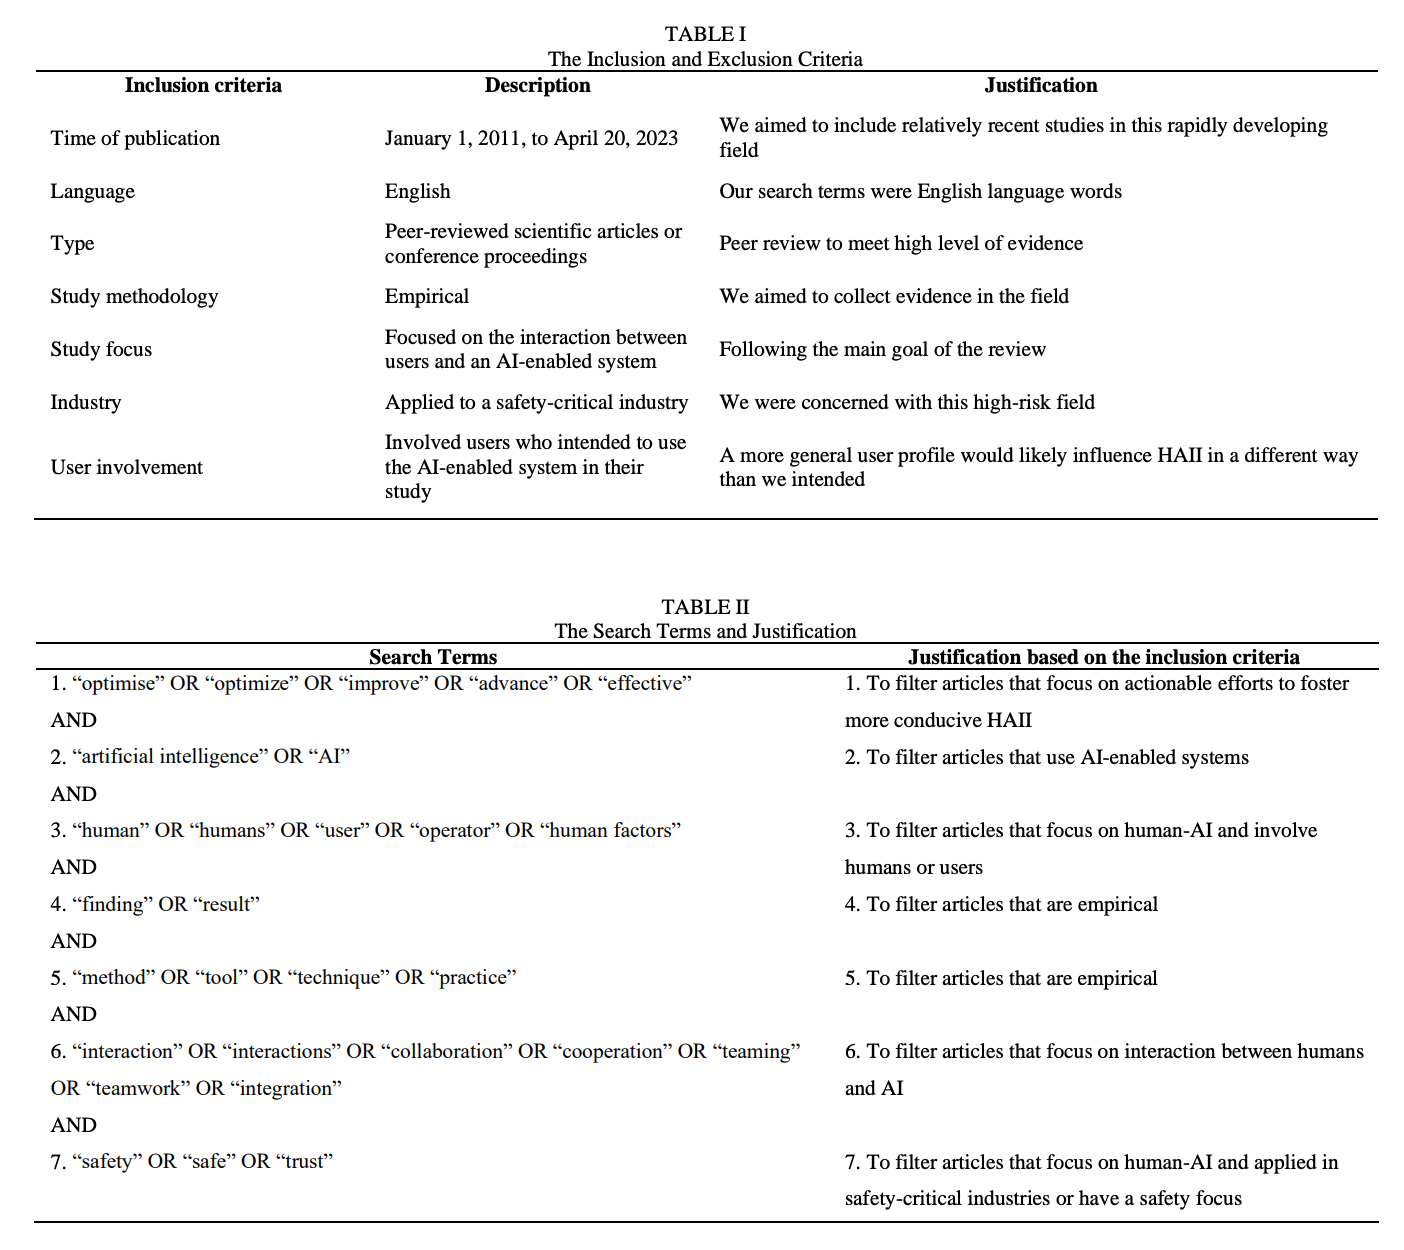 TABLE I
The Inclusion and Exclusion Criteria
Inclusion criteria Description Justification
Time of publication January 1, 2011, to April 20, 2023 We aimed to include relatively recent studies in this rapidly developing
field
Language English Our search terms were English language words
Type Peer-reviewed scientific articles or
conference proceedings Peer review to meet high level of evidence
Study methodology Empirical We aimed to collect evidence in the field
Study focus Focused on the interaction between
users and an AI-enabled system Following the main goal of the review
Industry Applied to a safety-critical industry We were concerned with this high-risk field
User involvement Involved users who intended to use
the AI-enabled system in their
study A more general user profile would likely influence HAII in a different way
than we intended
TABLE II
The Search Terms and Justification
Search Terms Justification based on the inclusion criteria
1. “optimise” OR “optimize” OR “improve” OR “advance” OR “effective” 1. To filter articles that focus on actionable efforts to foster
AND more conducive HAII
2. “artificial intelligence” OR “AI” 2. To filter articles that use AI-enabled systems
AND
3. “human” OR “humans” OR “user” OR “operator” OR “human factors” 3. To filter articles that focus on human-AI and involve
AND humans or users
4. “finding” OR “result” 4. To filter articles that are empirical
AND
5. “method” OR “tool” OR “technique” OR “practice” 5. To filter articles that are empirical
AND
6. “interaction” OR “interactions” OR “collaboration” OR “cooperation” OR “teaming” 6. To filter articles that focus on interaction between humans
OR “teamwork” OR “integration” and AI
AND
7. “safety” OR “safe” OR “trust” 7. To filter articles that focus on human-AI and applied in
safety-critical industries or have a safety focus